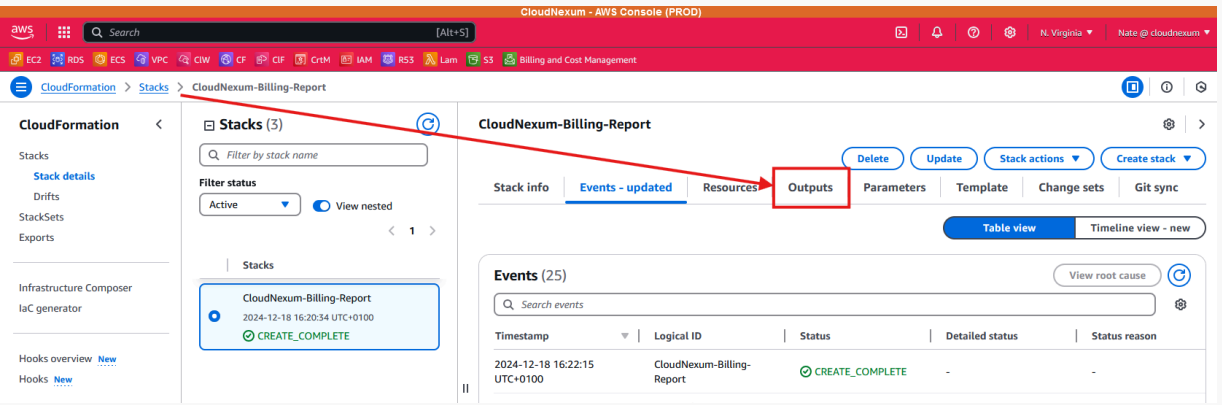 CloudNexum - AWS Console (PROD)
aws Search [Alt+S] N. Virginia ▼ Nate @ cloudnexum ▼
EC2 RDS ECS VPC CIW CF CIF CrtM IAM RS3 Lam S3 Billing and Cost Management
CloudFormation > Stacks > CloudNexum-Billing-Report
CloudFormation
Stacks
Stack details
Drifts
StackSets
Exports
Infrastructure Composer
IaC generator
Hooks overview New
Hooks New
Stacks (3)
Filter by stack name
Filter status
Active ▼ View nested
< 1 >
Stacks
CloudNexum-Billing-Report
2024-12-18 16:20:34 UTC+0100
CREATE_COMPLETE
CloudNexum-Billing-Report
Delete Update Stack actions ▼ Create stack ▼
Stack info Events - updated Resources Outputs Parameters Template Change sets Git sync
Table view Timeline view - new
Events (25) View root cause
Search events
Timestamp Logical ID Status Detailed status Status reason
2024-12-18 16:22:15 CloudNexum-Billing- CREATE_COMPLETE - -
UTC+0100 Report